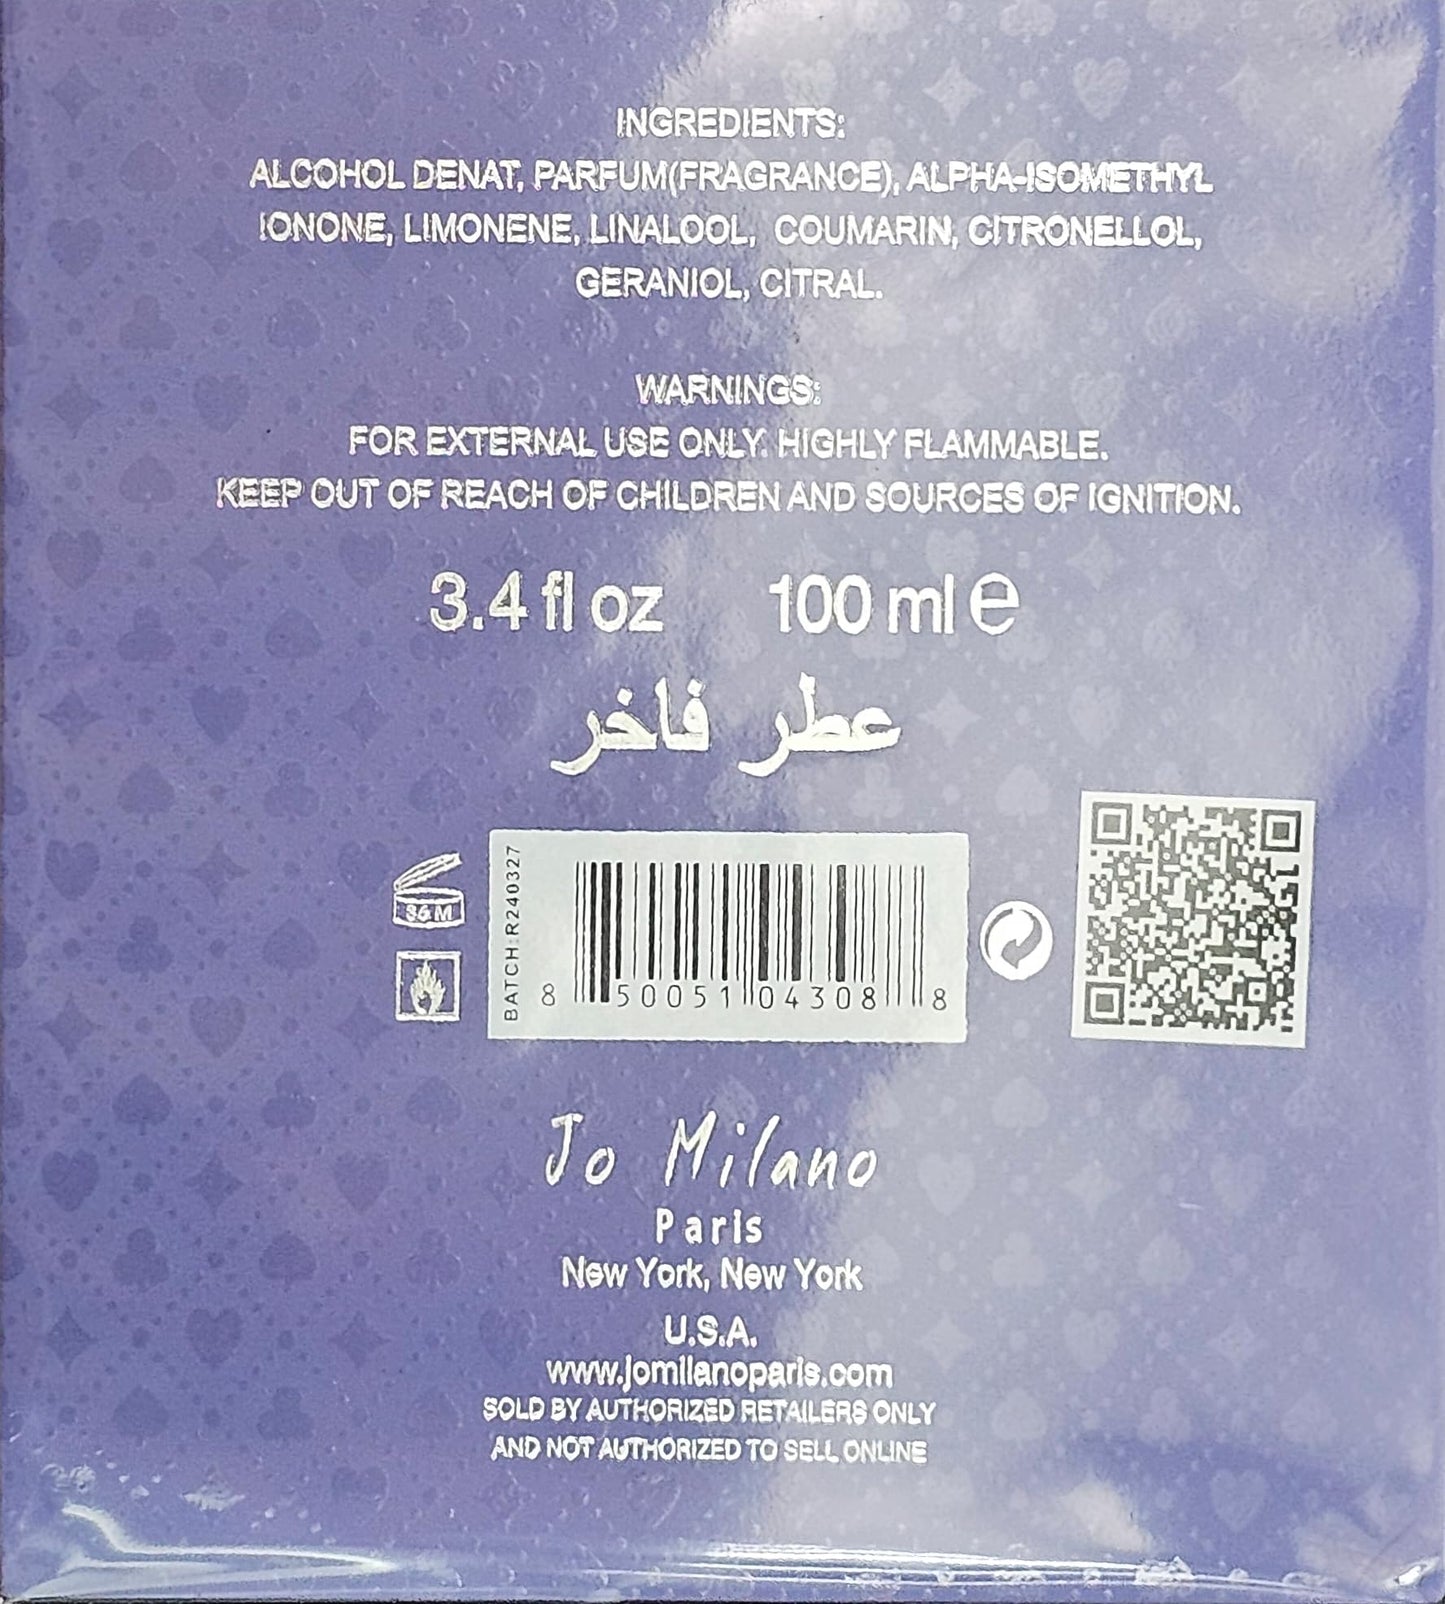 INGREDIENTS:
ALCOHOL DENAT, PARFUM(FRAGRANCE), ALPHA-ISOMETHYL
IONONE, LIMONENE, LINALOOL, COUMARIN, CITRONELLOL,
GERANIOL, CITRAL.
WARNINGS:
FOR EXTERNAL USE ONLY. HIGHLY FLAMMABLE.
KEEP OUT OF REACH OF CHILDREN AND SOURCES OF IGNITION.
3.4 fl oz 100 ml e
عطر فاخر
36 M
BATCH:R240327
8 50051 04308 8
Jo Milano
Paris
New York, New York
U.S.A.
www.jomilanoparis.com
SOLD BY AUTHORIZED RETAILERS ONLY
AND NOT AUTHORIZED TO SELL ONLINE